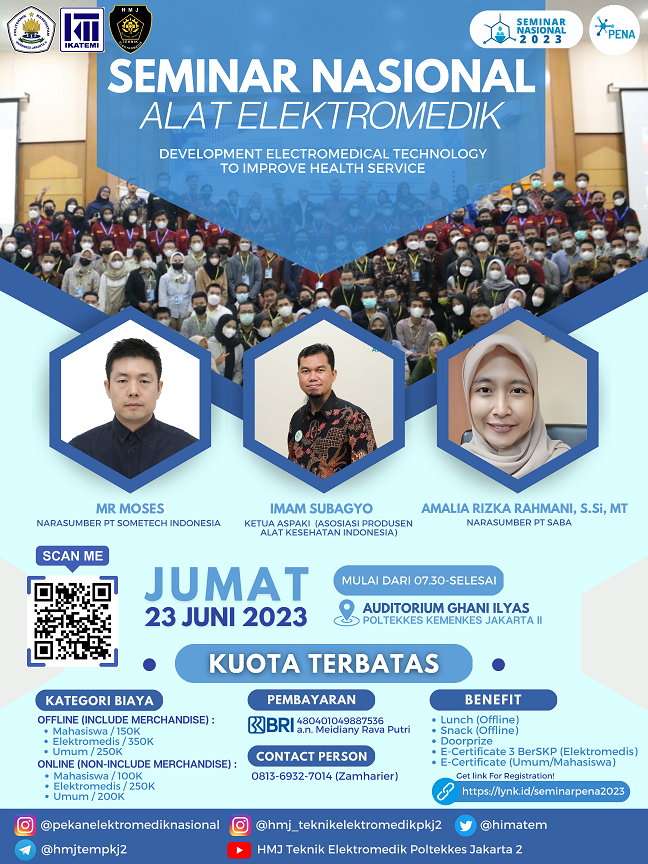 IKATEMI
HMJ
SEMINAR
NASIONAL
2023
PENA
SEMINAR NASIONAL
ALAT ELEKTROMEDIK
DEVELOPMENT ELECTROMEDICAL TECHNOLOGY
TO IMPROVE HEALTH SERVICE
MR MOSES
NARASUMBER PT SOMETECH INDONESIA
IMAM SUBAGYO
KETUA ASPAKI (ASOSIASI PRODUSEN
ALAT KESEHATAN INDONESIA)
AMALIA RIZKA RAHMANI, S.Si, MT
NARASUMBER PT SABA
SCAN ME
JUMAT
23 JUNI 2023
MULAI DARI 07.30-SELESAI
AUDITORIUM GHANI ILYAS
POLTEKKES KEMENKES JAKARTA II
KUOTA TERBATAS
KATEGORI BIAYA
OFFLINE (INCLUDE MERCHANDISE) :
• Mahasiswa / 150K
• Elektromedis / 350K
• Umum / 250K
ONLINE (NON-INCLUDE MERCHANDISE) :
• Mahasiswa / 100K
• Elektromedis / 250K
• Umum / 200K
PEMBAYARAN
BRI 480401049887536
a.n. Meidiany Rava Putri
CONTACT PERSON
0813-6932-7014 (Zamharier)
BENEFIT
• Lunch (Offline)
• Snack (Offline)
• Doorprize
• E-Certificate 3 BerSKP (Elektromedis)
• E-Certificate (Umum/Mahasiswa)
Get link For Registration!
https://lynk.id/seminarpena2023
@pekanelektromediknasional
@hmj_teknikelektromedikpkj2
@himatem
@hmjtempkj2
HMJ Teknik Elektromedik Poltekkes Jakarta 2